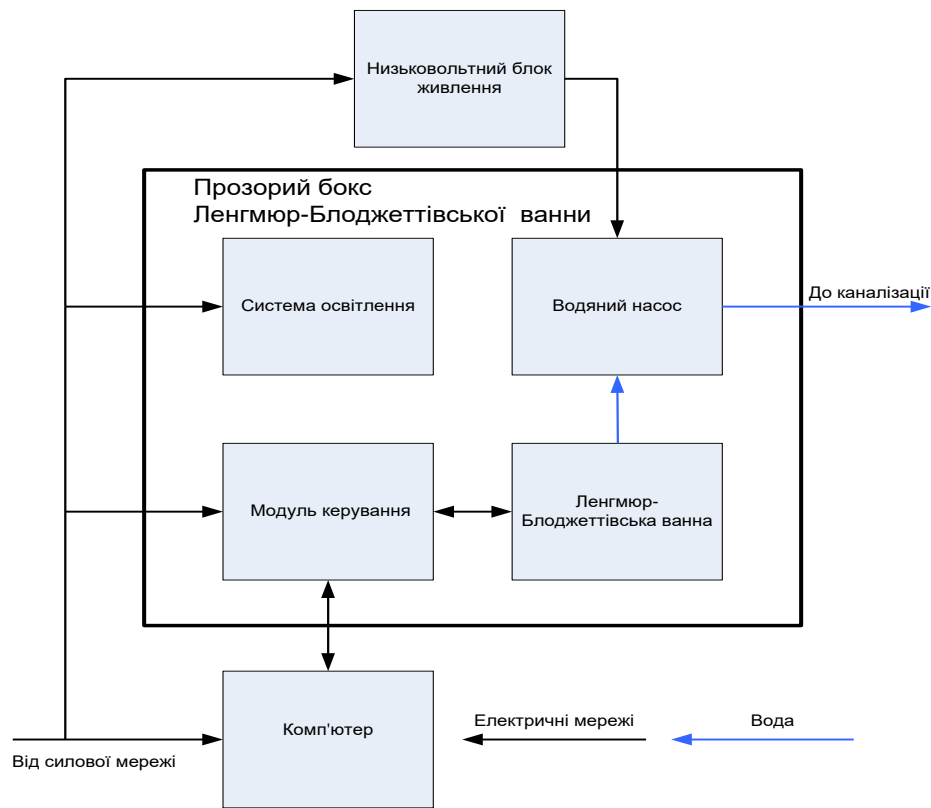 Низьковольтний блок
живлення
Прозорий бокс
Ленгмюр-Блоджеттівської ванни
Система освітлення
Водяний насос
До каналізації
Модуль керування
Ленгмюр-
Блоджеттівська ванна
Комп'ютер
Електричні мережі
Вода
Від силової мережі